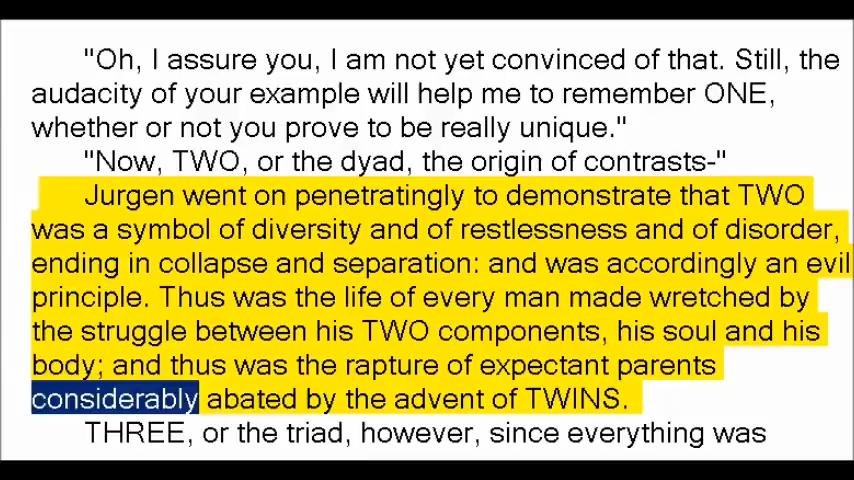 "Oh, I assure you, I am not yet convinced of that. Still, the
audacity of your example will help me to remember ONE,
whether or not you prove to be really unique."
"Now, TWO, or the dyad, the origin of contrasts-"
Jurgen went on penetratingly to demonstrate that TWO
was a symbol of diversity and of restlessness and of disorder,
ending in collapse and separation: and was accordingly an evil
principle. Thus was the life of every man made wretched by
the struggle between his TWO components, his soul and his
body; and thus was the rapture of expectant parents
considerably abated by the advent of TWINS.
THREE, or the triad, however, since everything was